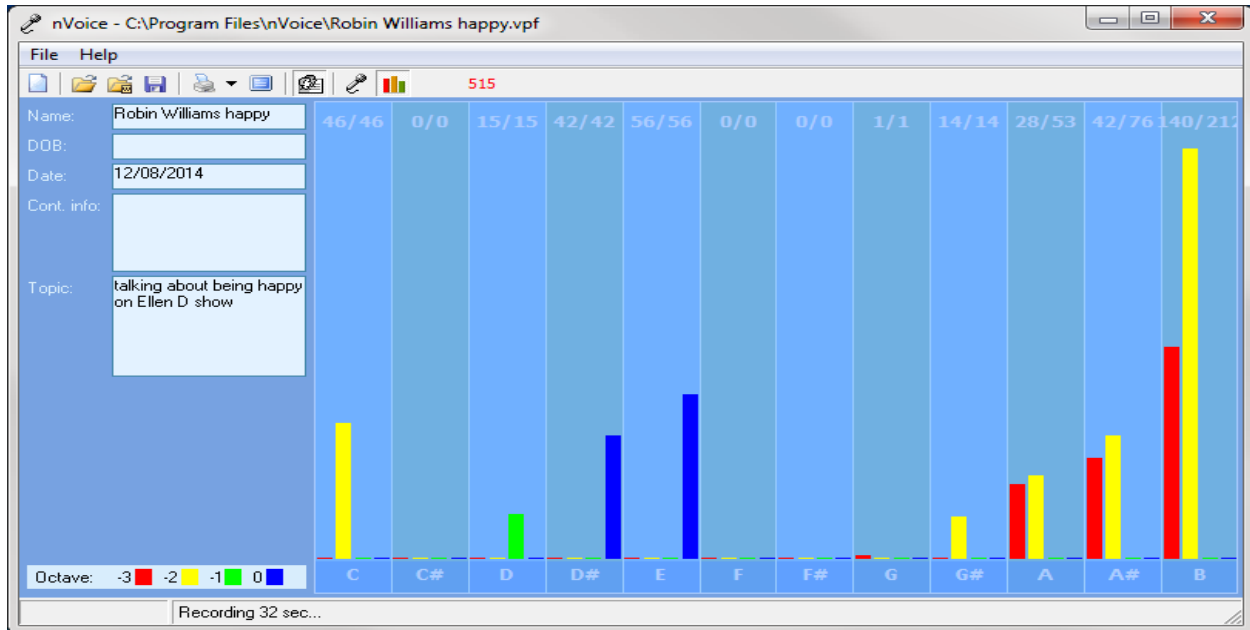 nVoice - C:\Program Files\nVoice\Robin Williams happy.vpf
File Help
515
Name: Robin Williams happy
DOB:
Date: 12/08/2014
Cont. info:
Topic: talking about being happy
on Ellen D show
46/46 0/0 15/15 42/42 56/56 0/0 0/0 1/1 14/14 28/53 42/76 140/212
C C# D D# E F F# G G# A A# B
Octave: -3 -2 -1 0
Recording 32 sec...